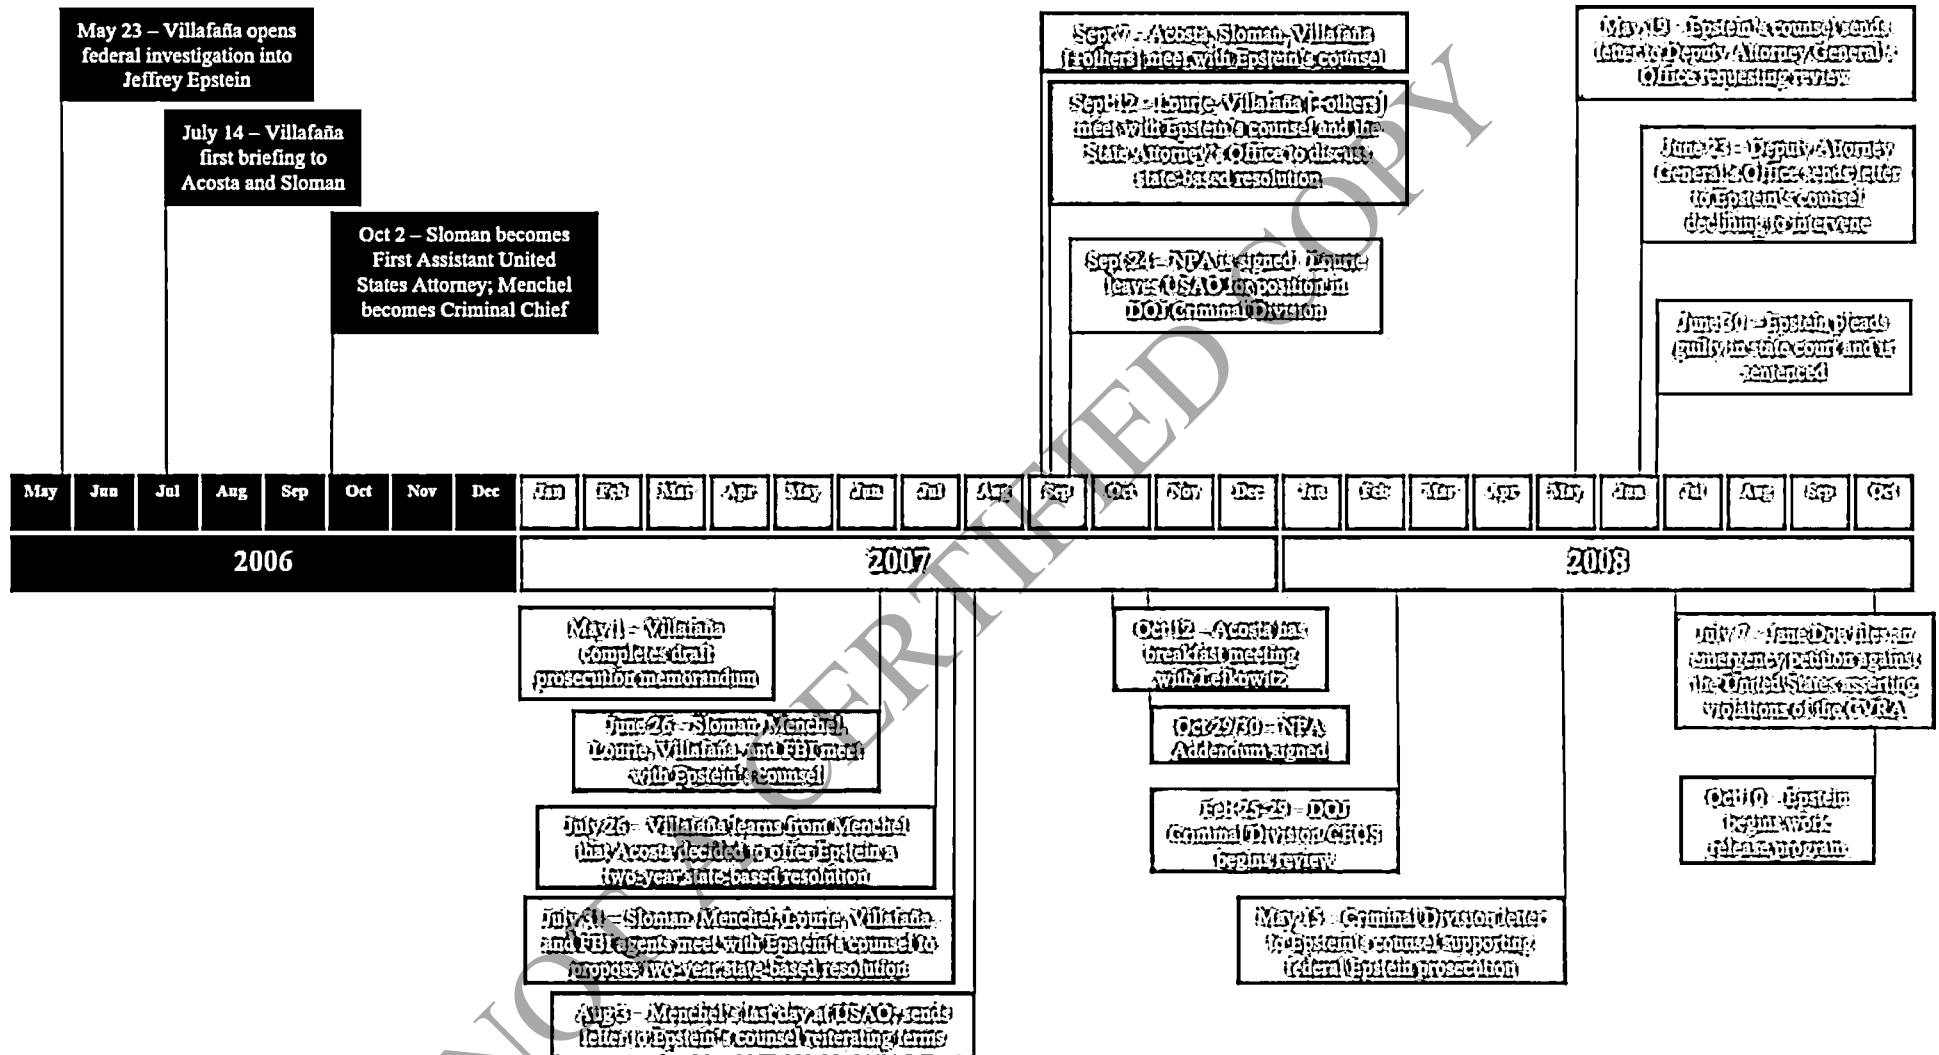 May 23 – Villafaña opens
federal investigation into
Jeffrey Epstein
July 14 – Villafaña
first briefing to
Acosta and Sloman
Oct 2 – Sloman becomes
First Assistant United
States Attorney; Menchel
becomes Criminal Chief
Sept 7 – Acosta, Sloman, Villafaña
[+others] meet with Epstein's counsel
Sept 12 – Lourie, Villafaña [+others]
meet with Epstein's counsel and the
State Attorney's Office to discuss
state-based resolution
Sept 24 – NPA is signed. Lourie
leaves USAO for position in
DOJ Criminal Division
May 19 – Epstein's counsel sends
letter to Deputy Attorney General's
Office requesting review
June 23 – Deputy Attorney
General's Office sends letter
to Epstein's counsel
declining to intervene
June 30 – Epstein pleads
guilty in state court and is
sentenced
May Jun Jul Aug Sep Oct Nov Dec Jan Feb Mar Apr May Jun Jul Aug Sep Oct Nov Dec Jan Feb Mar Apr May Jun Jul Aug Sep Oct
2006 2007 2008
May 1 – Villafaña
completes draft
prosecution memorandum
June 26 – Sloman, Menchel,
Lourie, Villafaña, and FBI meet
with Epstein's counsel
July 26 – Villafaña learns from Menchel
that Acosta decided to offer Epstein a
two-year state-based resolution
July 31 – Sloman, Menchel, Lourie, Villafaña,
and FBI agents meet with Epstein's counsel to
propose two-year state-based resolution
Aug 3 – Menchel's last day at USAO; sends
letter to Epstein's counsel reiterating terms
Oct 12 – Acosta has
breakfast meeting
with Lefkowitz
Oct 29/30 – NPA
Addendum signed
Feb 25-29 – DOJ
Criminal Division/CEOS
begins review
May 15 – Criminal Division letter
to Epstein's counsel supporting
federal Epstein prosecution
July 7 – Jane Doe files an
emergency petition against
the United States asserting
violations of the CVRA
Oct 10 – Epstein
begins work
release program
NOT A CERTIFIED COPY